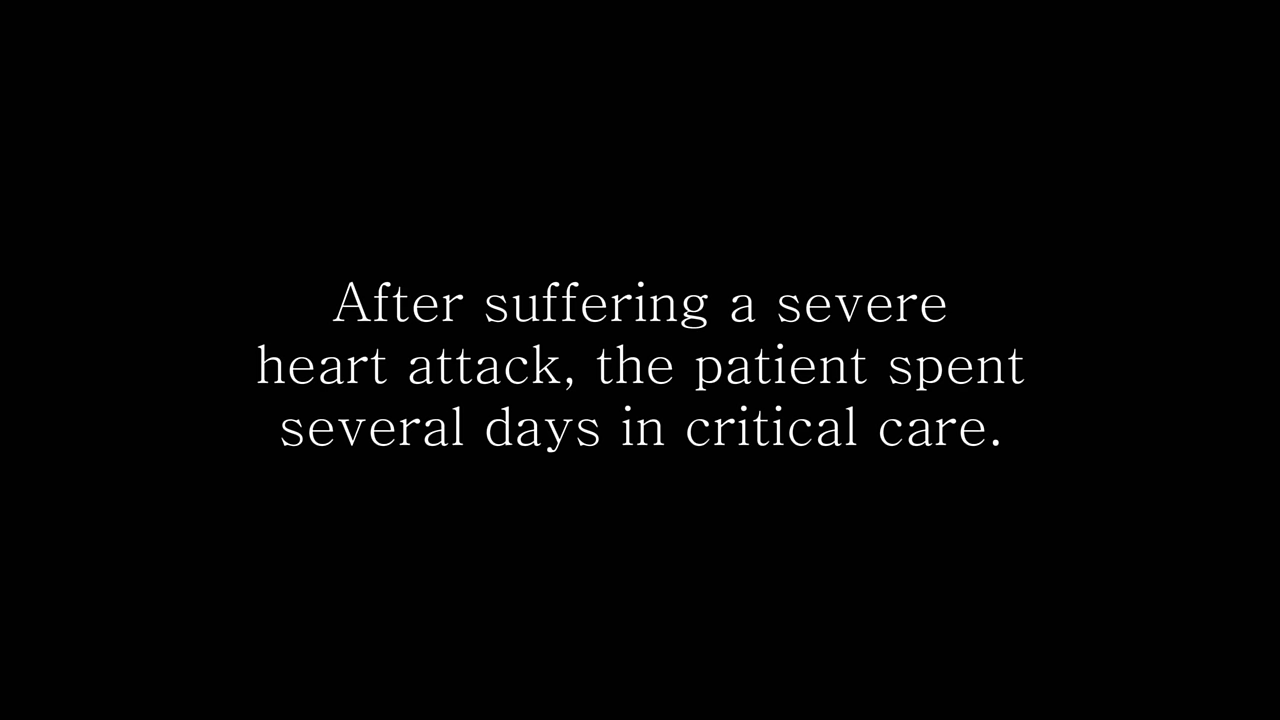 After suffering a severe
heart attack, the patient spent
several days in critical care.